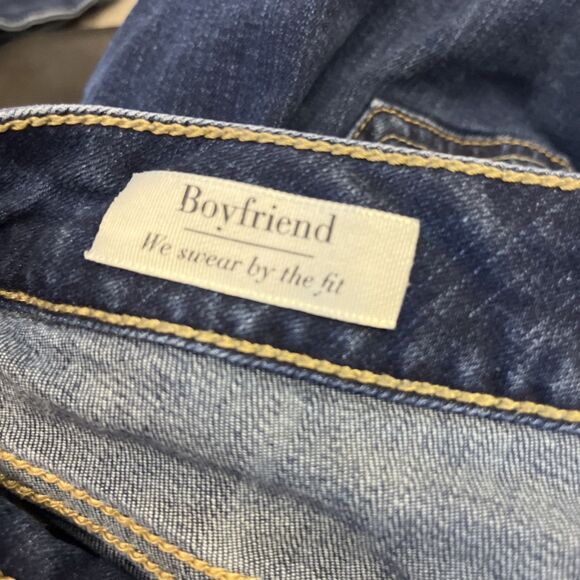 Boyfriend
We swear by the fit